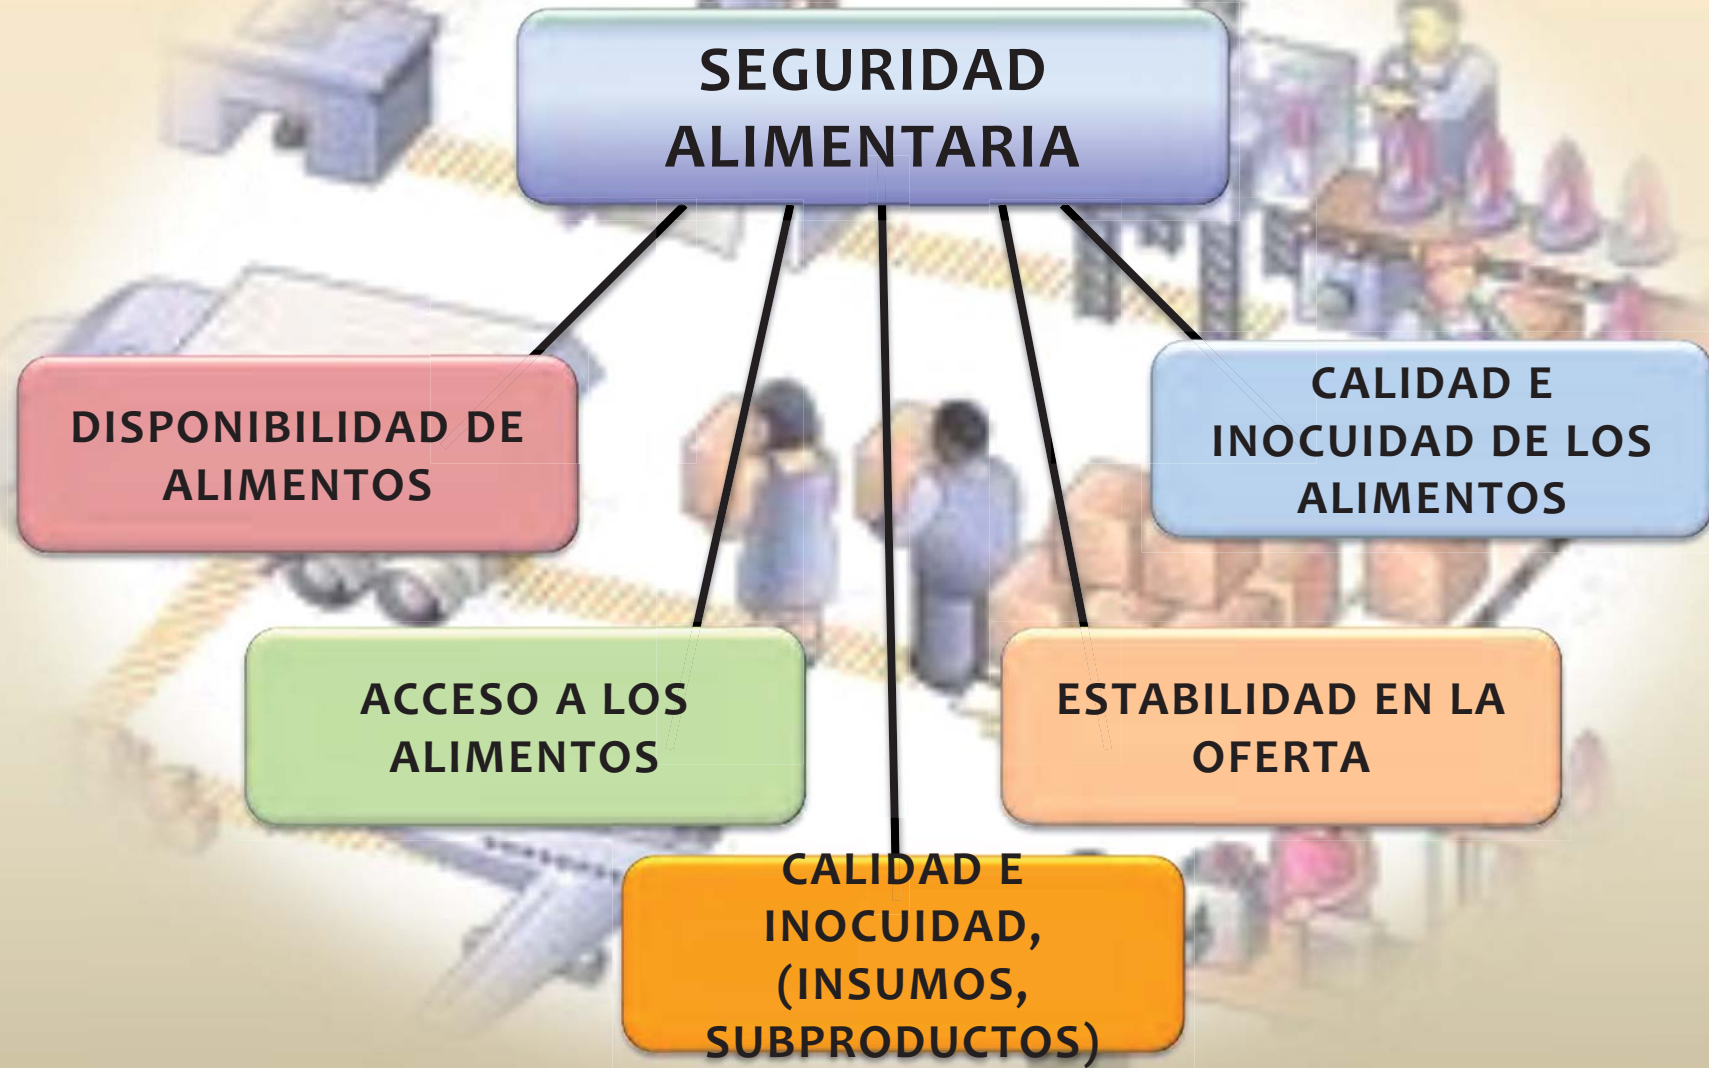 SEGURIDAD
ALIMENTARIA
DISPONIBILIDAD DE
ALIMENTOS
CALIDAD E
INOCUIDAD DE LOS
ALIMENTOS
ACCESO A LOS
ALIMENTOS
ESTABILIDAD EN LA
OFERTA
CALIDAD E
INOCUIDAD,
(INSUMOS,
SUBPRODUCTOS)